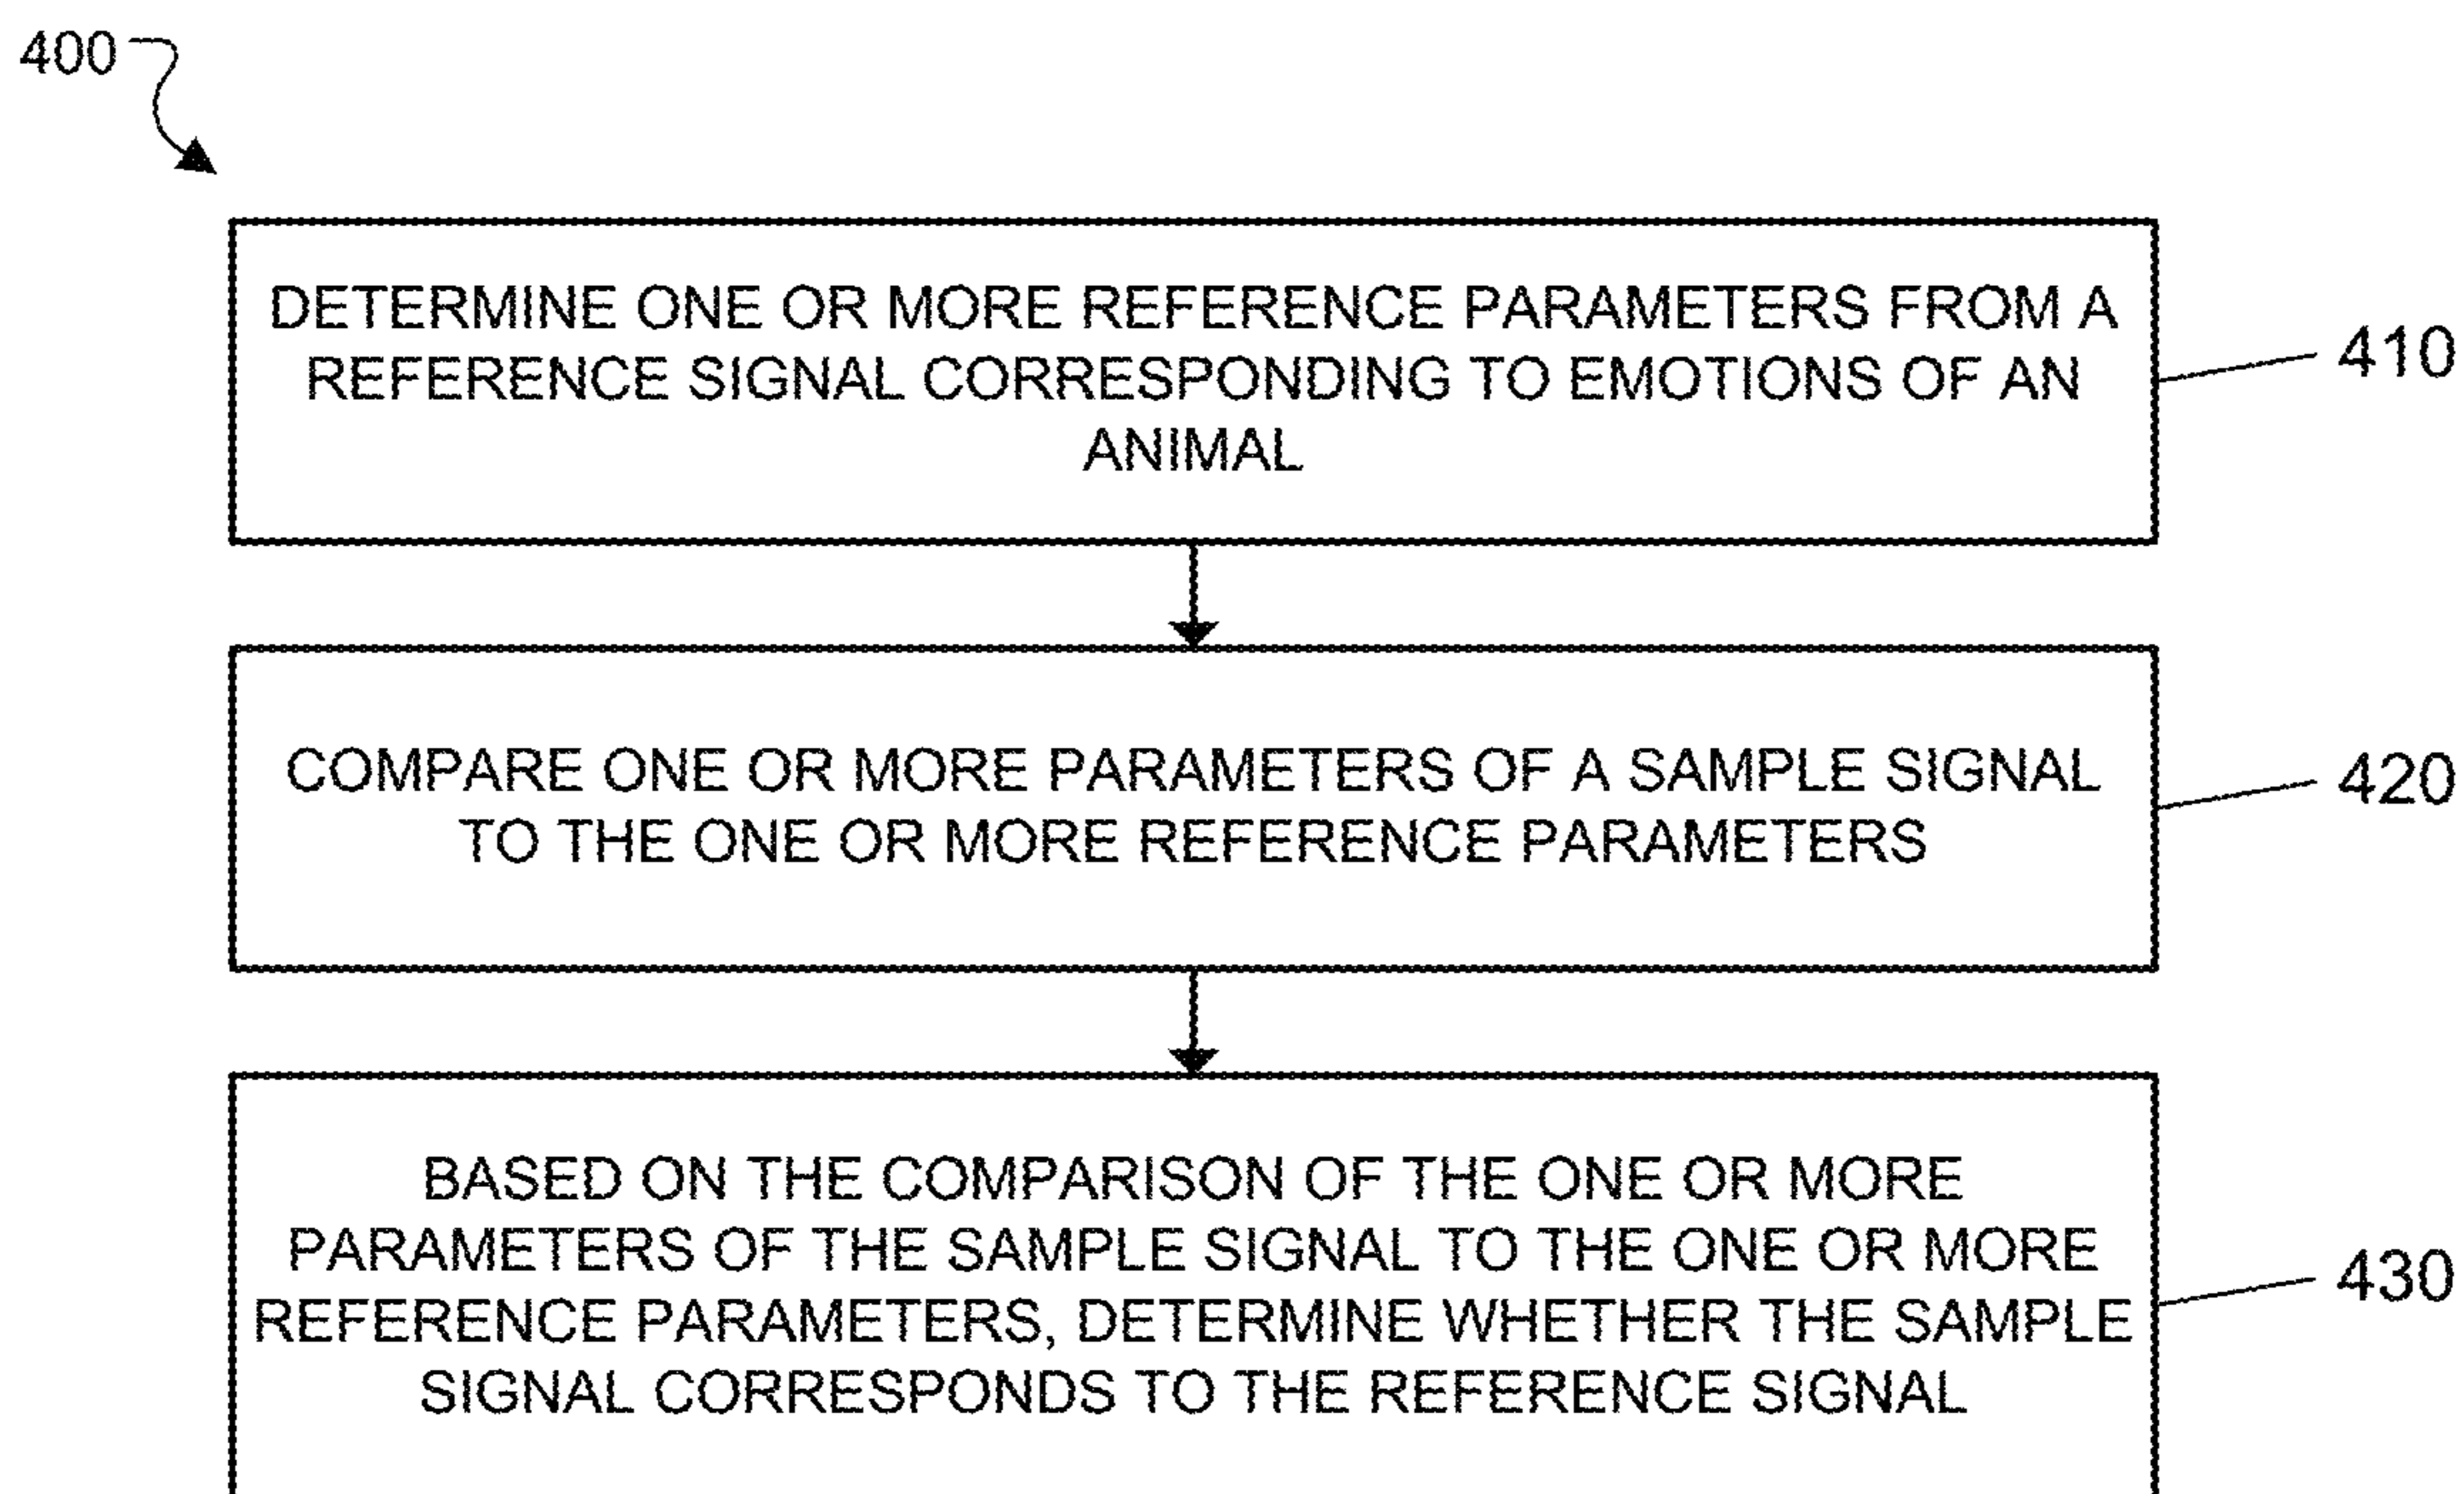 400
DETERMINE ONE OR MORE REFERENCE PARAMETERS FROM A
REFERENCE SIGNAL CORRESPONDING TO EMOTIONS OF AN
ANIMAL
410
COMPARE ONE OR MORE PARAMETERS OF A SAMPLE SIGNAL
TO THE ONE OR MORE REFERENCE PARAMETERS
420
BASED ON THE COMPARISON OF THE ONE OR MORE
PARAMETERS OF THE SAMPLE SIGNAL TO THE ONE OR MORE
REFERENCE PARAMETERS, DETERMINE WHETHER THE SAMPLE
SIGNAL CORRESPONDS TO THE REFERENCE SIGNAL
430